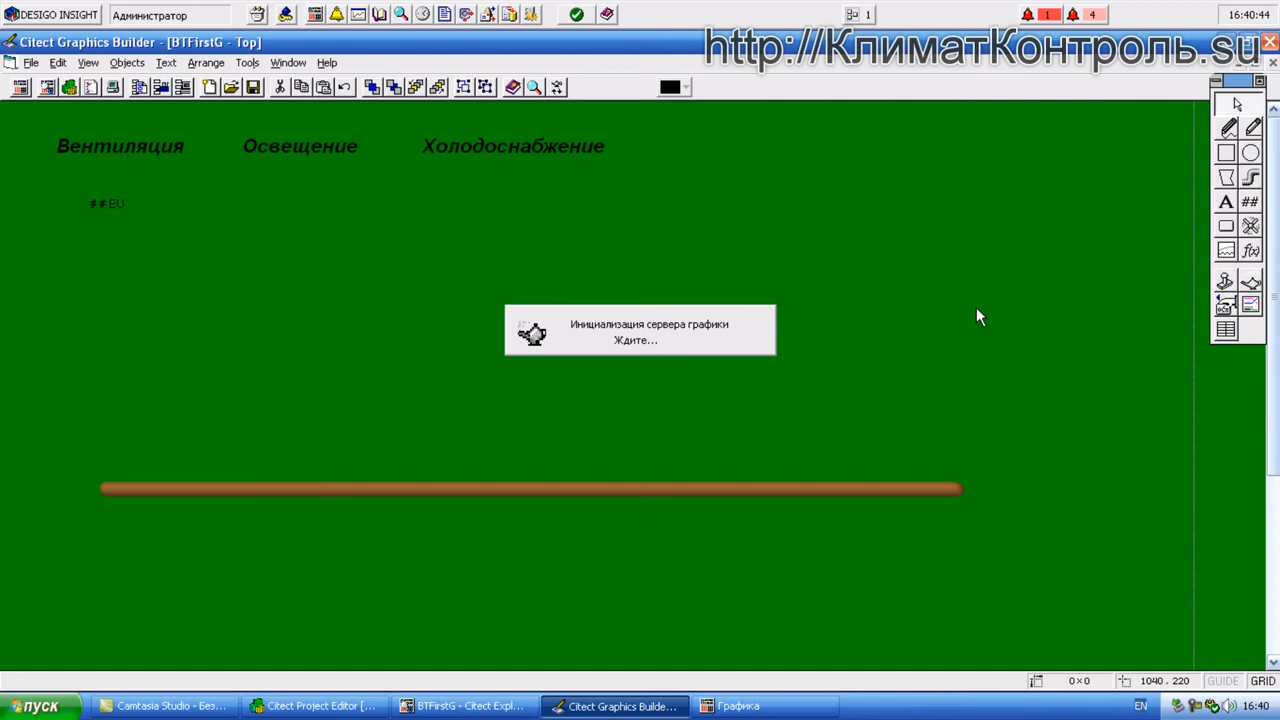 DESIGO INSIGHT Администратор 1 1 4 16:40:44
Citect Graphics Builder - [BTFirstG - Top]
http://КлиматКонтроль.su
File Edit View Objects Text Arrange Tools Window Help
A ##
f(x)
Вентиляция Освещение Холодоснабжение
##EU
Инициализация сервера графики
Ждите...
0×0 1040 , 220 GUIDE GRID
пуск Camtasia Studio - Без... Citect Project Editor [... BTFirstG - Citect Expl... Citect Graphics Builde... Графика EN 16:40